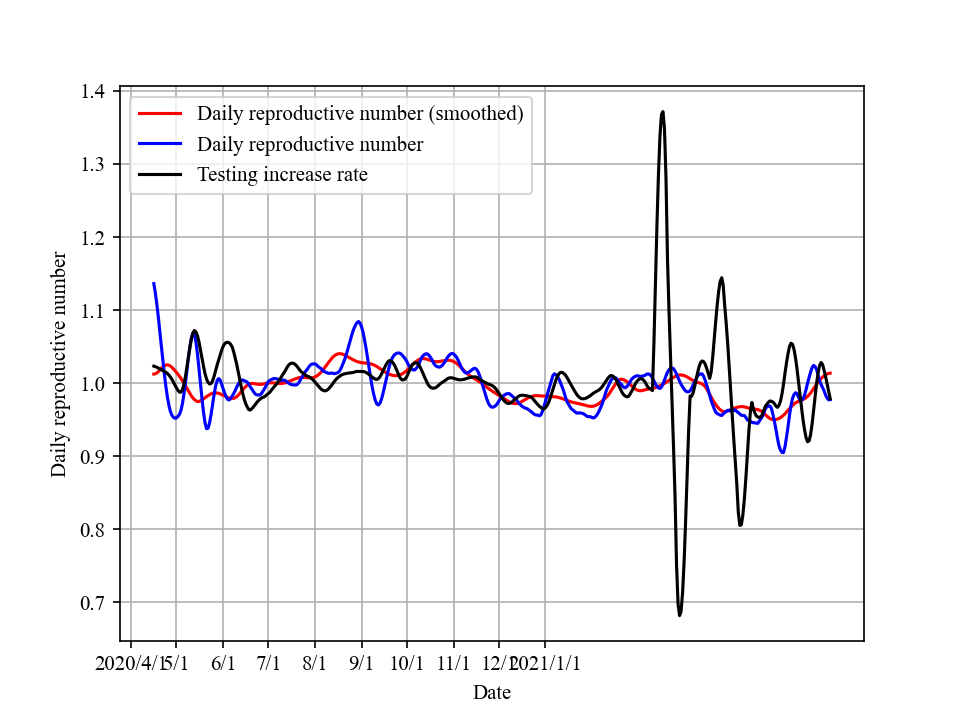 Daily reproductive number (smoothed)
Daily reproductive number
Testing increase rate
Daily reproductive number
1.4
1.3
1.2
1.1
1.0
0.9
0.8
0.7
2020/4/1 5/1 6/1 7/1 8/1 9/1 10/1 11/1 12/1 2021/1/1
Date